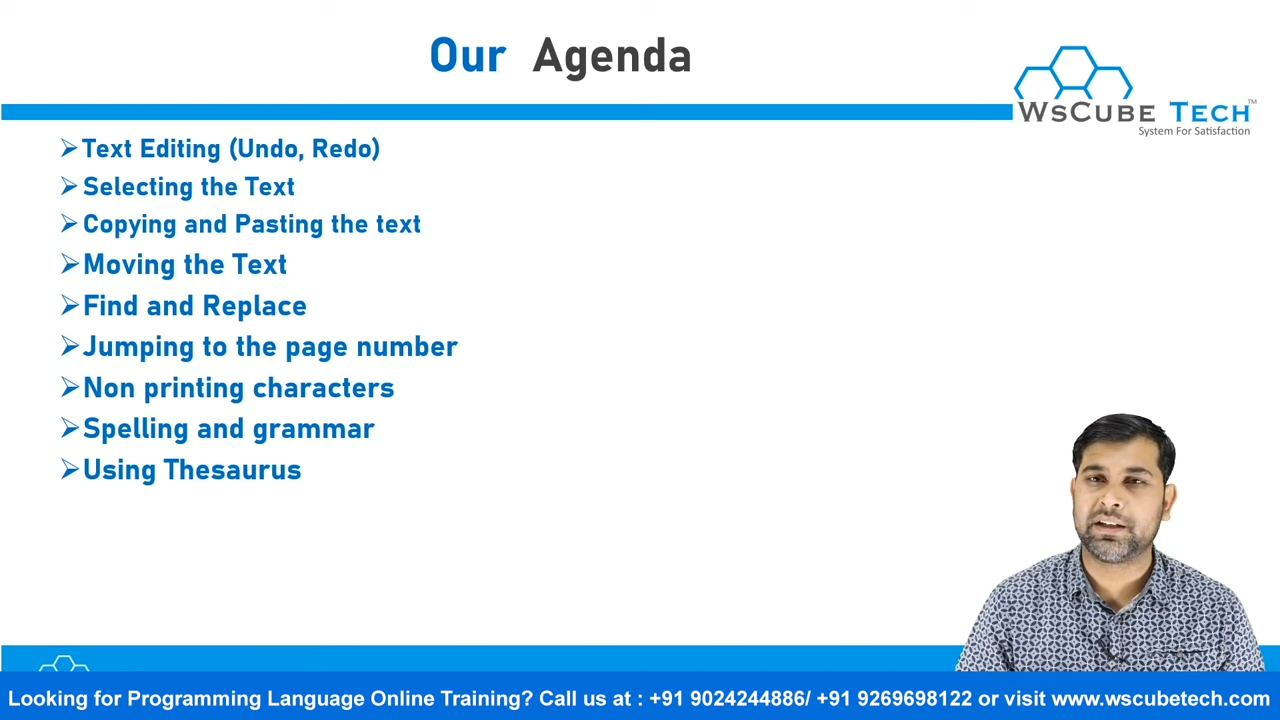 Our Agenda
WsCube Tech™
System For Satisfaction
Text Editing (Undo, Redo)
Selecting the Text
Copying and Pasting the text
Moving the Text
Find and Replace
Jumping to the page number
Non printing characters
Spelling and grammar
Using Thesaurus
Looking for Programming Language Online Training? Call us at : +91 9024244886/ +91 9269698122 or visit www.wscubetech.com